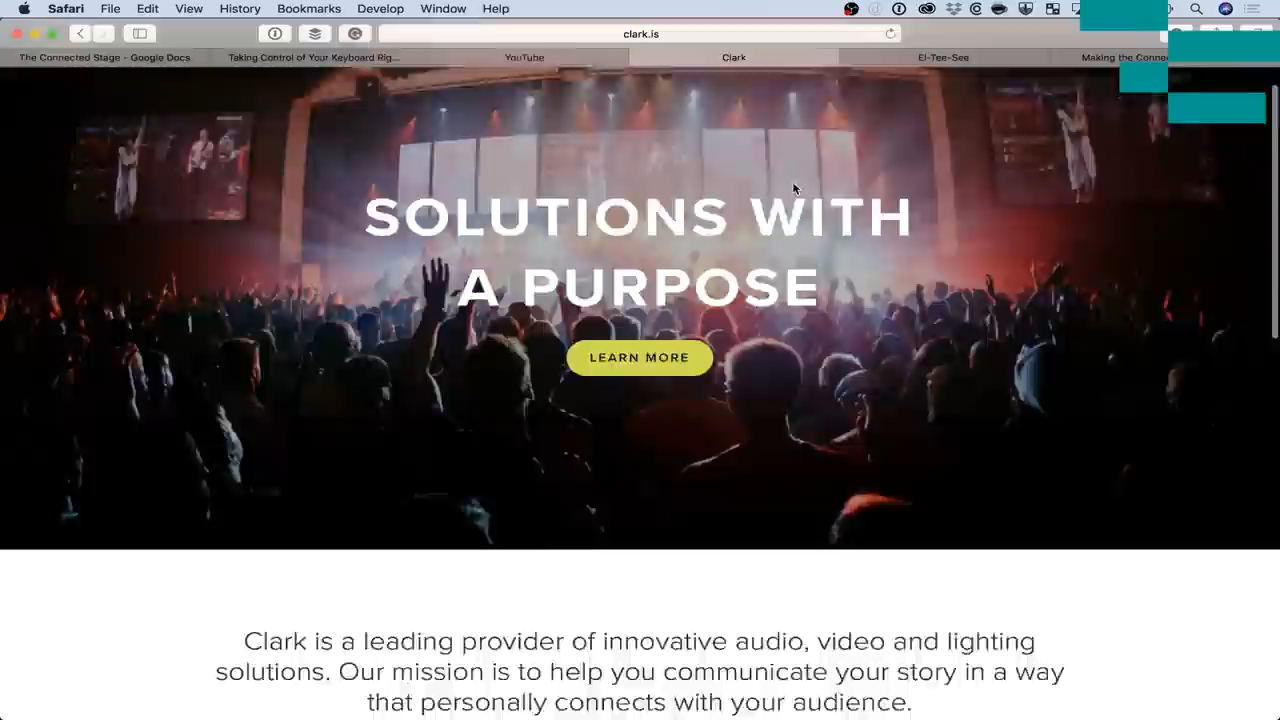 Safari File Edit View History Bookmarks Develop Window Help
clark.is
The Connected Stage - Google Docs Taking Control of Your Keyboard Rig... YouTube Clark El-Tee-See Making the Conne
SOLUTIONS WITH
A PURPOSE
LEARN MORE
Clark is a leading provider of innovative audio, video and lighting
solutions. Our mission is to help you communicate your story in a way
that personally connects with your audience.